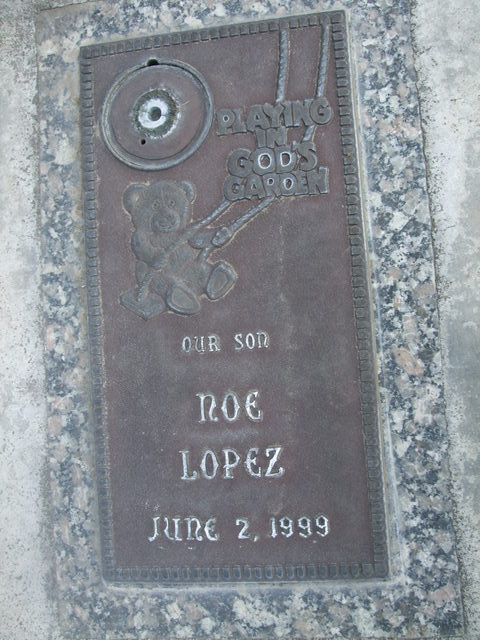 PLAYING
IN
GOD'S
GARDEN
OUR SON
NOE
LOPEZ
JUNE 2, 1999